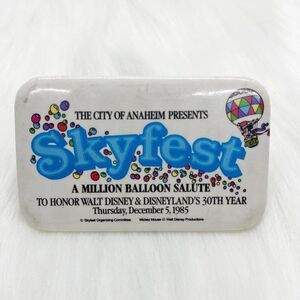 THE CITY OF ANAHEIM PRESENTS
Skyfest
A MILLION BALLOON SALUTE
TO HONOR WALT DISNEY & DISNEYLAND'S 30TH YEAR
Thursday, December 5, 1985
© Skyfest Organizing Committee Mickey Mouse © Walt Disney Productions